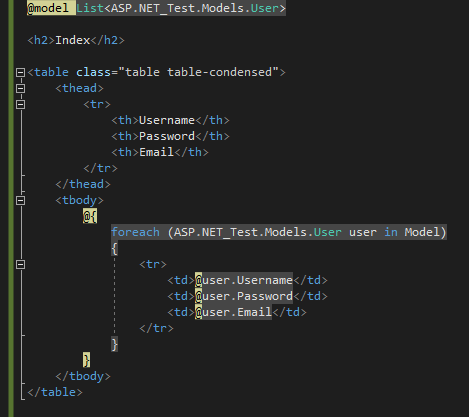 @model List<ASP.NET_Test.Models.User>
<h2>Index</h2>
<table class="table table-condensed">
<thead>
<tr>
<th>Username</th>
<th>Password</th>
<th>Email</th>
</tr>
</thead>
<tbody>
@{
foreach (ASP.NET_Test.Models.User user in Model)
{
<tr>
<td>@user.Username</td>
<td>@user.Password</td>
<td>@user.Email</td>
</tr>
}
}
</tbody>
</table>